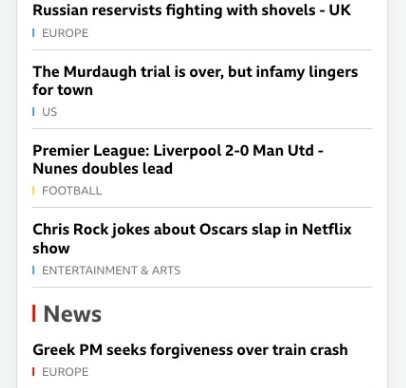 Russian reservists fighting with shovels - UK
EUROPE
The Murdaugh trial is over, but infamy lingers
for town
US
Premier League: Liverpool 2-0 Man Utd -
Nunes doubles lead
FOOTBALL
Chris Rock jokes about Oscars slap in Netflix
show
ENTERTAINMENT & ARTS
News
Greek PM seeks forgiveness over train crash
EUROPE